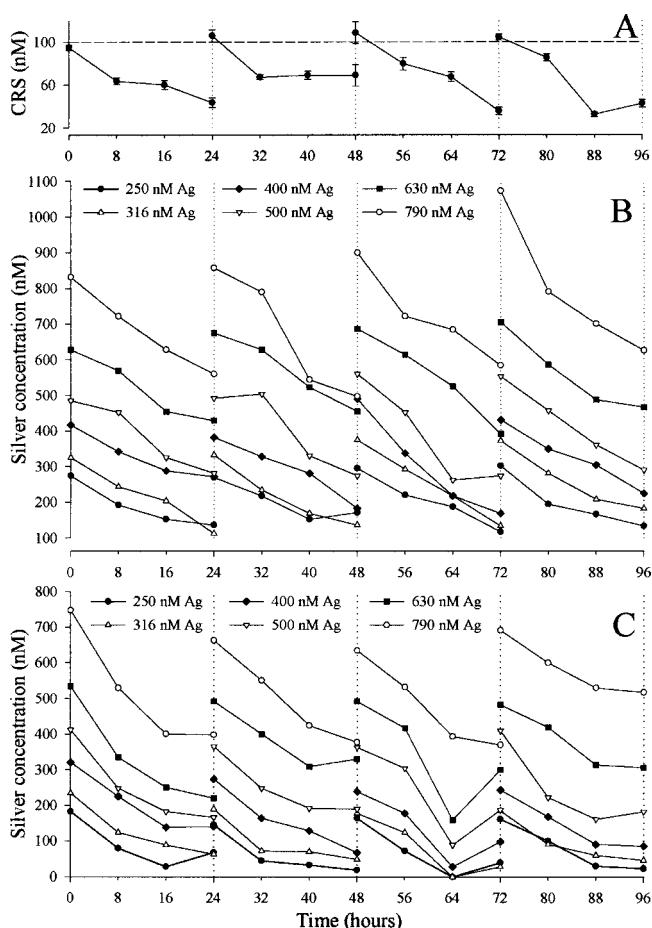 A
CRS (nM)
100
60
20
0 8 16 24 32 40 48 56 64 72 80 88 96
B
250 nM Ag 400 nM Ag 630 nM Ag
316 nM Ag 500 nM Ag 790 nM Ag
Silver concentration (nM)
1100
1000
900
800
700
600
500
400
300
200
100
0 8 16 24 32 40 48 56 64 72 80 88 96
C
250 nM Ag 400 nM Ag 630 nM Ag
316 nM Ag 500 nM Ag 790 nM Ag
Silver concentration (nM)
800
700
600
500
400
300
200
100
0
0 8 16 24 32 40 48 56 64 72 80 88 96
Time (hours)